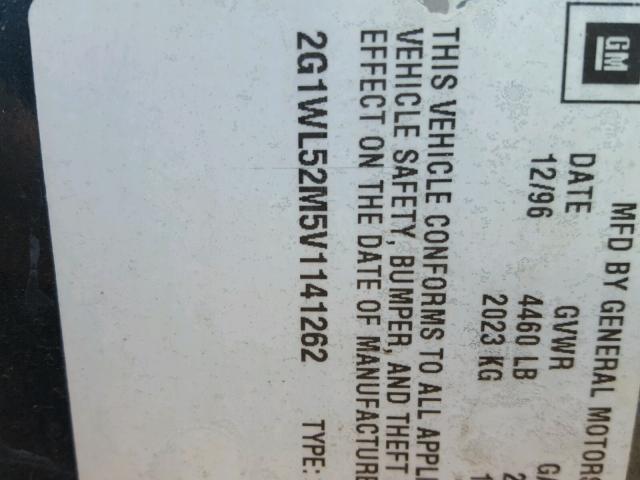 GM
MFD BY GENERAL MOTORS
DATE GVWR
12/96 4460 LB
2023 KG
THIS VEHICLE CONFORMS TO ALL
VEHICLE SAFETY, BUMPER, AND THEFT
EFFECT ON THE DATE OF MANUFACTURE
2G1WL52M5V1141262 TYPE: